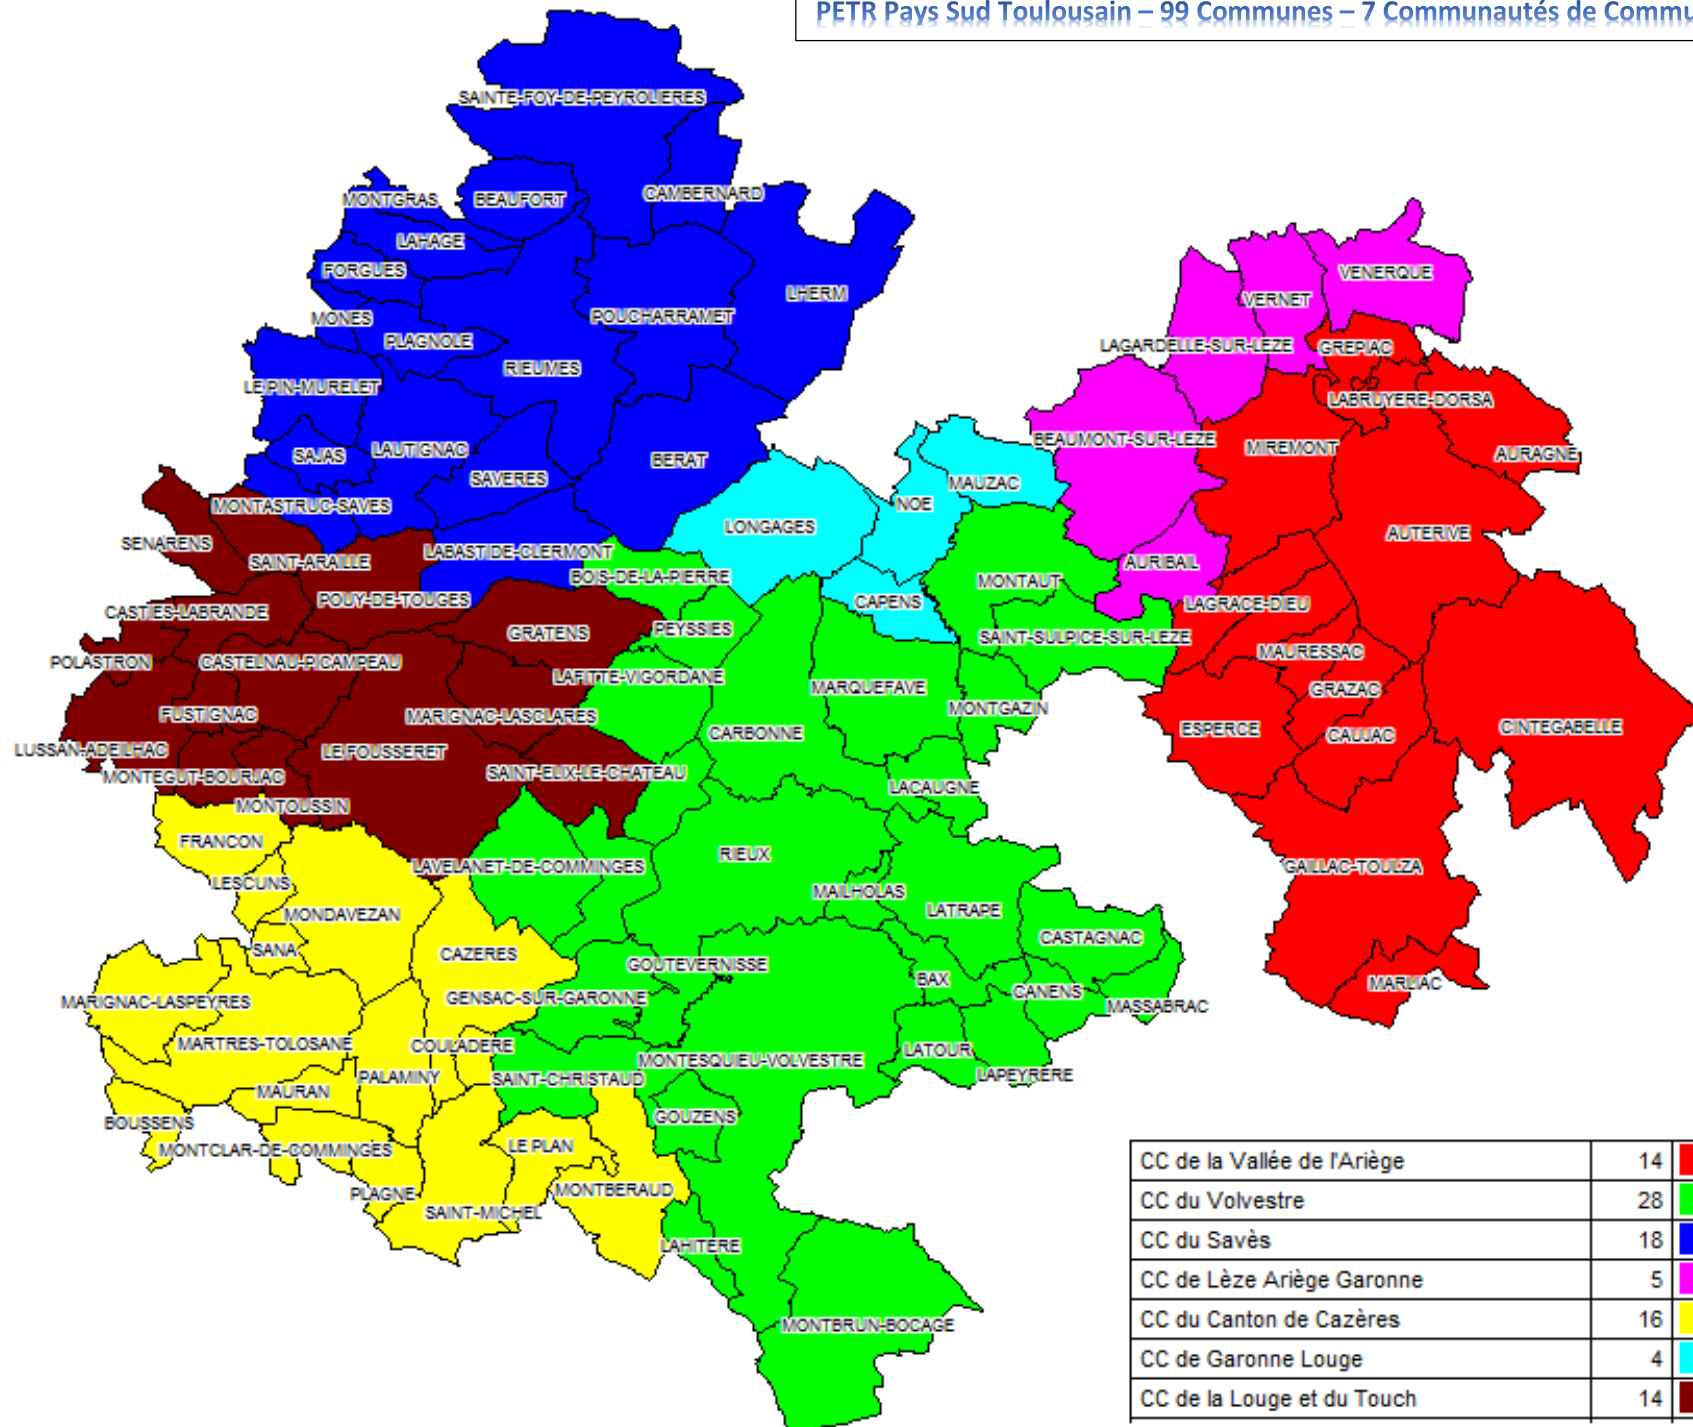 PETR Pays Sud Toulousain – 99 Communes – 7 Communautés de Commu
SAINTE-FOY-DE-PEYROLIERES
MONTGRAS
BEAUFORT
CAMBERNARD
LAHAGE
FORGUES
VENERQUE
LHERM
VERNET
MONES
POUCHARRAMET
PLAGNOLE
LAGARDELLE-SUR-LEZE
GREPIAC
RIEUMES
LE PIN-MURELET
LABRUYERE-DORSA
BEAUMONT-SUR-LEZE
MIREMONT
LAUTIGNAC
SAJAS
BERAT
AURAGNE
SAVERES
MAUZAC
MONTASTRUC-SAVES
NOE
LONGAGES
AUTERIVE
SENARENS
LABASTIDE-CLERMONT
SAINT-ARAILLE
AURIBAIL
BOIS-DE-LA-PIERRE
MONTAUT
POUY-DE-TOUGES
CAPENS
LAGRACE-DIEU
CASTIES-LABRANDE
GRATENS
PEYSSIES
SAINT-SULPICE-SUR-LEZE
MAURESSAC
POLASTRON
CASTELNAU-PICAMPEAU
LAFITTE-VIGORDANE
MARQUEFAVE
GRAZAC
MONTGAZIN
FUSTIGNAC
MARIGNAC-LASCLARES
CARBONNE
ESPERCE
CAUJAC
CINTEGABELLE
LUSSAN-ADEILHAC
LE FOUSSERET
MONTEGUT-BOURJAC
SAINT-ELIX-LE-CHATEAU
LACAUGNE
MONTOUSSIN
FRANCON
RIEUX
LAVELANET-DE-COMMINGES
GAILLAC-TOULZA
LESCUNS
MAILHOLAS
MONDAVEZAN
LATRAPE
CASTAGNAC
SANA
CAZERES
GOUTEVERNISSE
BAX
MARLIAC
CANENS
MARIGNAC-LASPEYRES
GENSAC-SUR-GARONNE
MASSABRAC
MARTRES-TOLOSANE
COULADERE
LATOUR
MONTESQUIEU-VOLVESTRE
LAPEYRERE
PALAMINY
SAINT-CHRISTAUD
MAURAN
GOUZENS
BOUSSENS
LE PLAN
MONTCLAR-DE-COMMINGES
PLAGNE
MONTBERAUD
SAINT-MICHEL
LAHITERE
MONTBRUN-BOCAGE
CC de la Vallée de l'Ariège 14
CC du Volvestre 28
CC du Savès 18
CC de Lèze Ariège Garonne 5
CC du Canton de Cazères 16
CC de Garonne Louge 4
CC de la Louge et du Touch 14